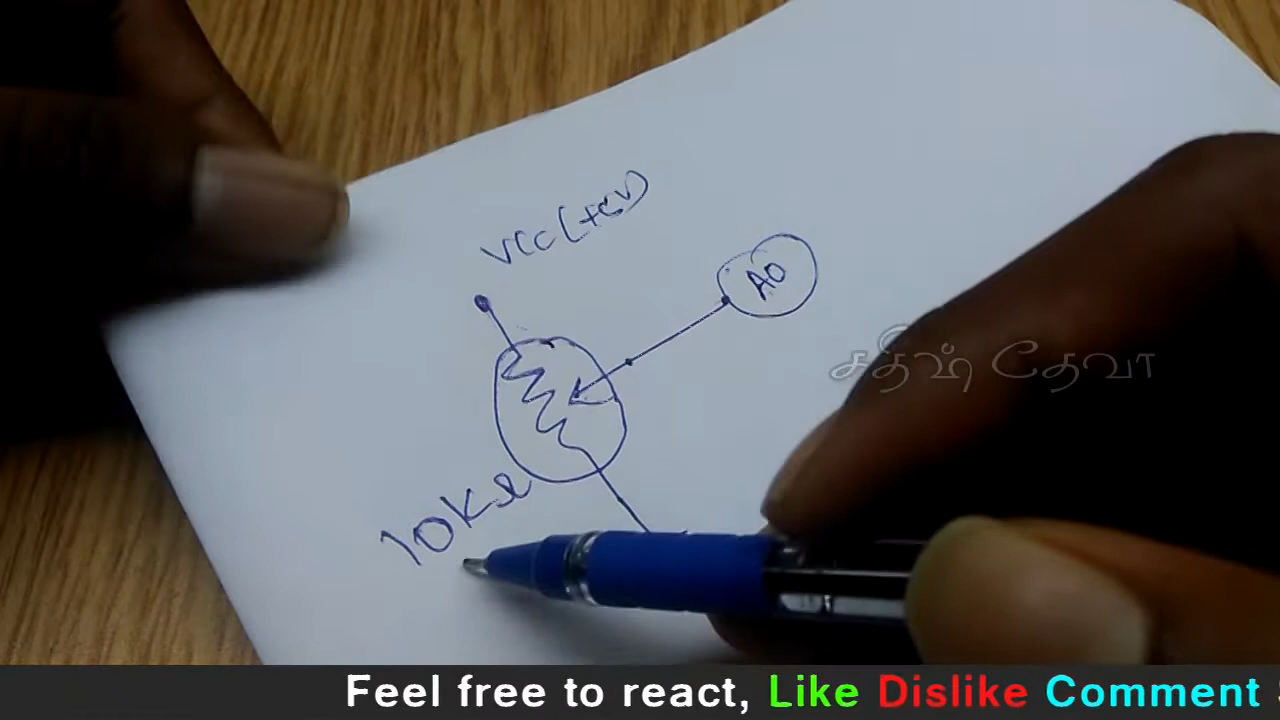 VCC (+5V)
A0
சதீஷ் தேவா
10KΩ
Feel free to react, Like Dislike Comment